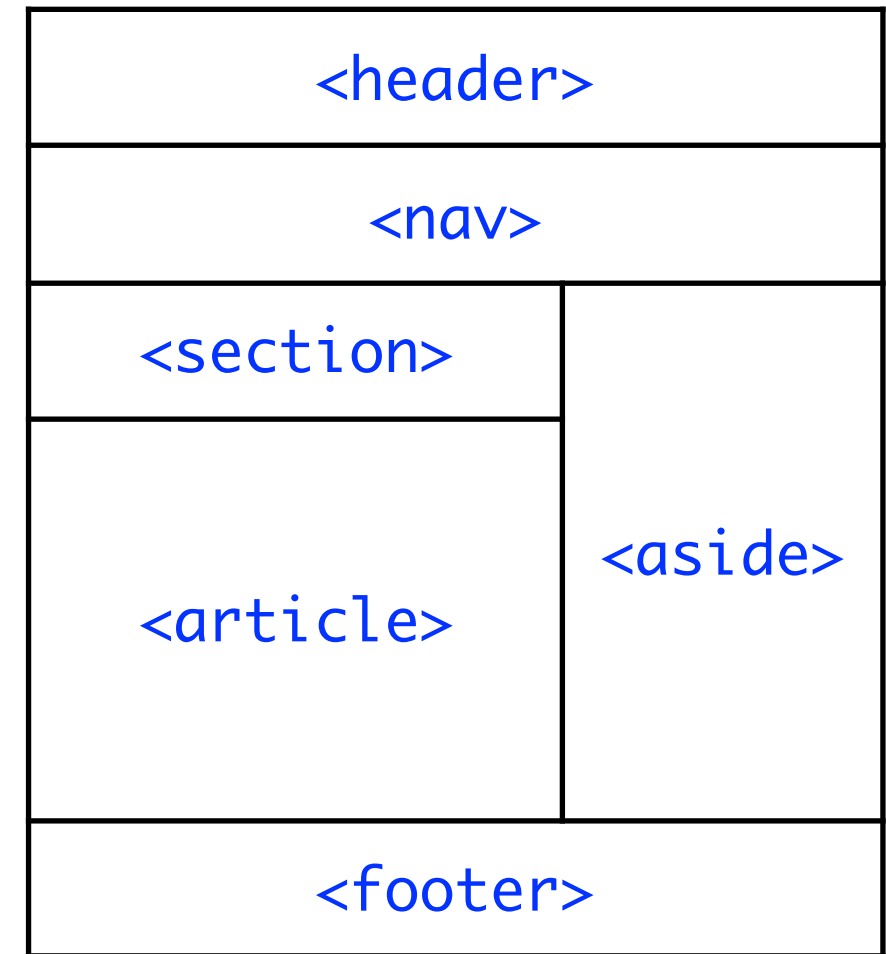 <header>
<nav>
<section>
<article>
<aside>
<footer>